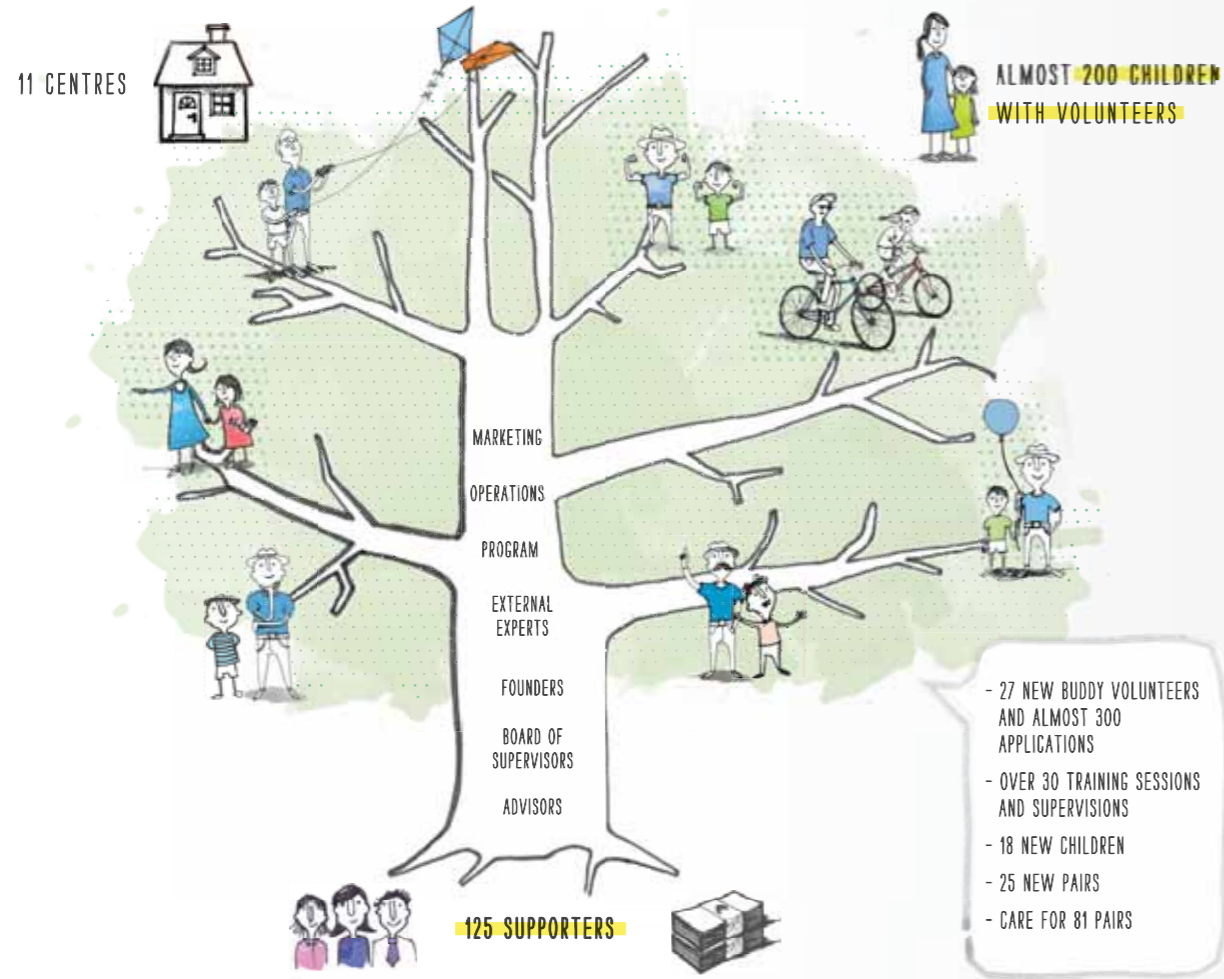 11 CENTRES
ALMOST 200 CHILDREN
WITH VOLUNTEERS
MARKETING
OPERATIONS
PROGRAM
EXTERNAL
EXPERTS
FOUNDERS
BOARD OF
SUPERVISORS
ADVISORS
- 27 NEW BUDDY VOLUNTEERS
AND ALMOST 300
APPLICATIONS
- OVER 30 TRAINING SESSIONS
AND SUPERVISIONS
- 18 NEW CHILDREN
- 25 NEW PAIRS
- CARE FOR 81 PAIRS
125 SUPPORTERS